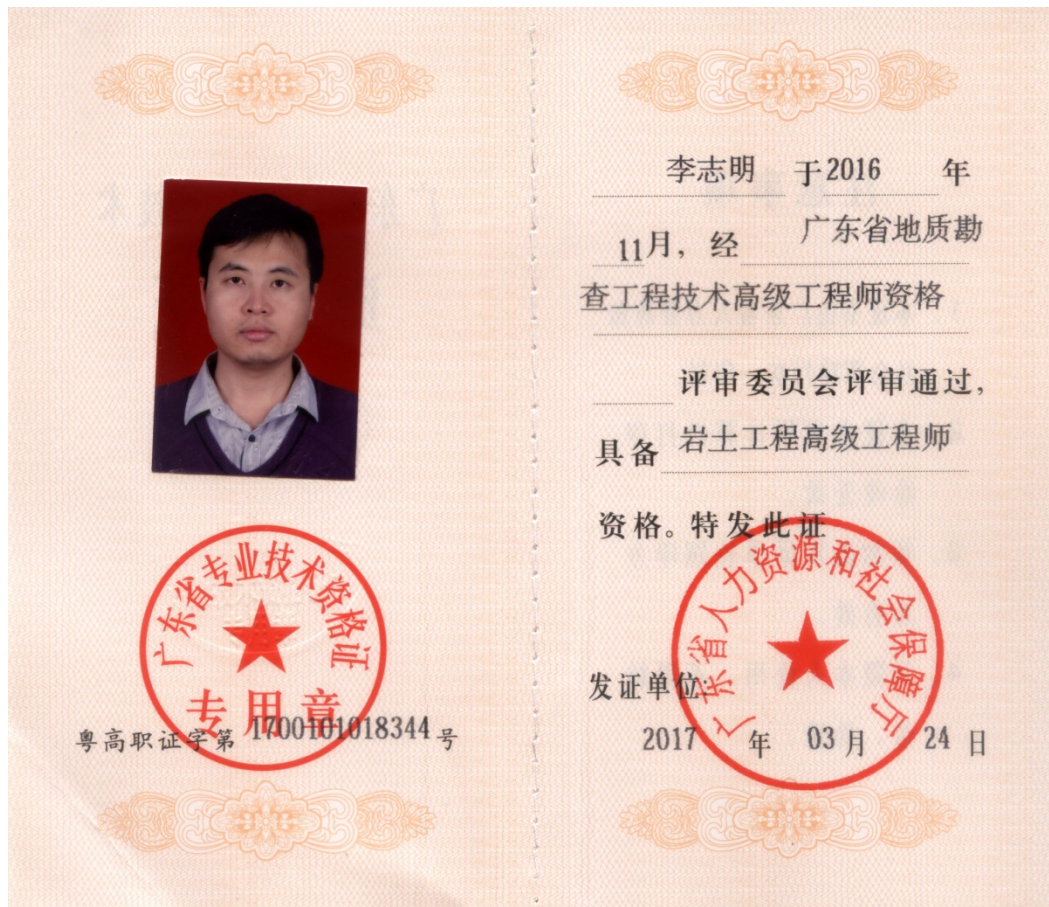 广东省专业技术资格证
专用章
粤高职证字第 1700101018344 号
李志明 于2016 年
11月，经 广东省地质勘
查工程技术高级工程师资格
评审委员会评审通过，
具备 岩土工程高级工程师
资格。特发此证
广东省人力资源和社会保障厅
发证单位：
2017 年 03 月 24 日